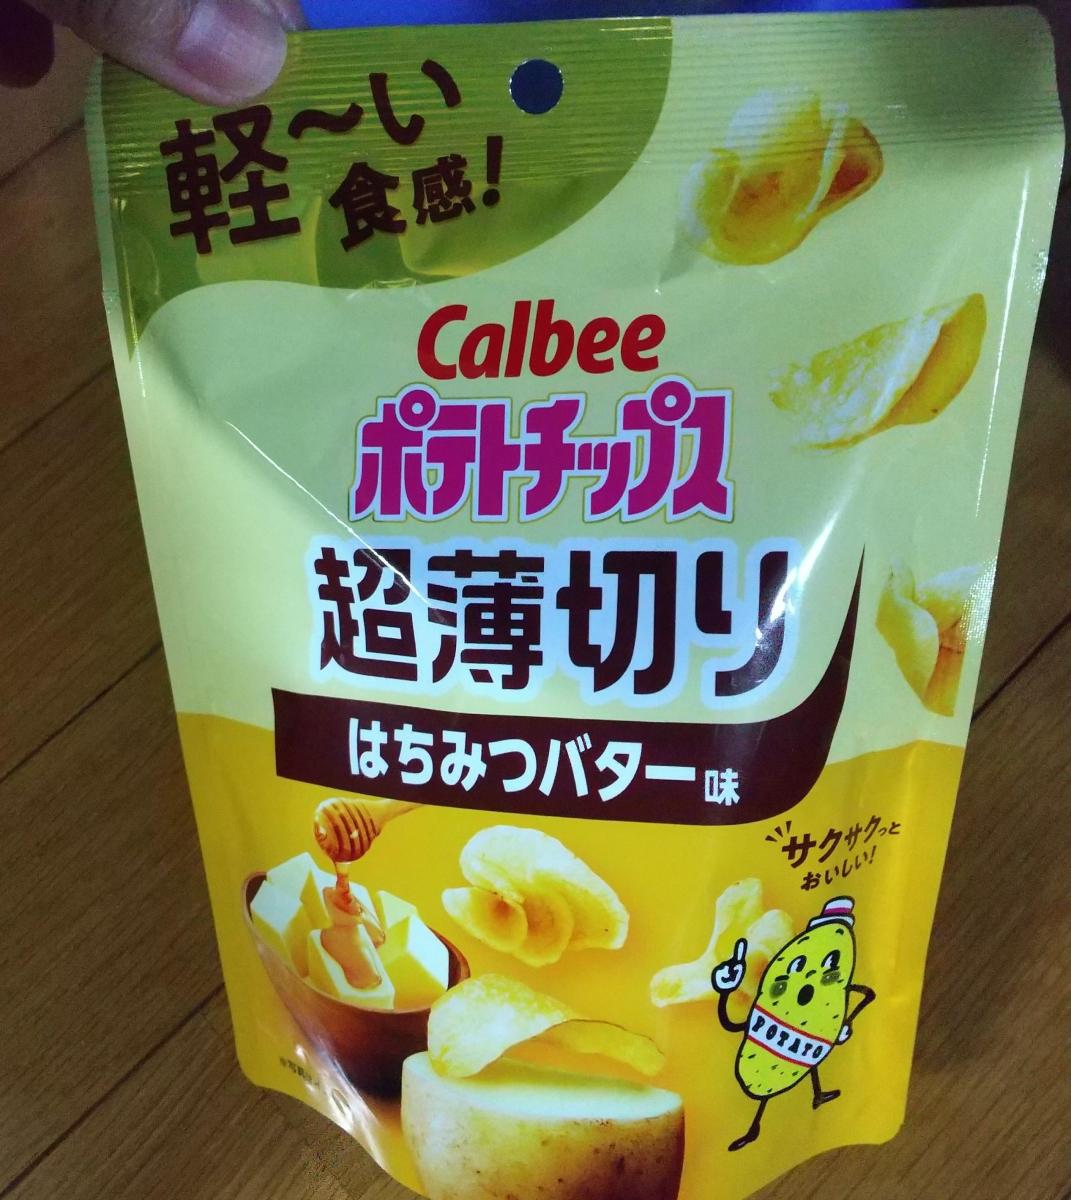 軽〜い
食感!
Calbee
ポテトチップス
超薄切り
はちみつバター味
サクサクっと
おいしい!
POTATO